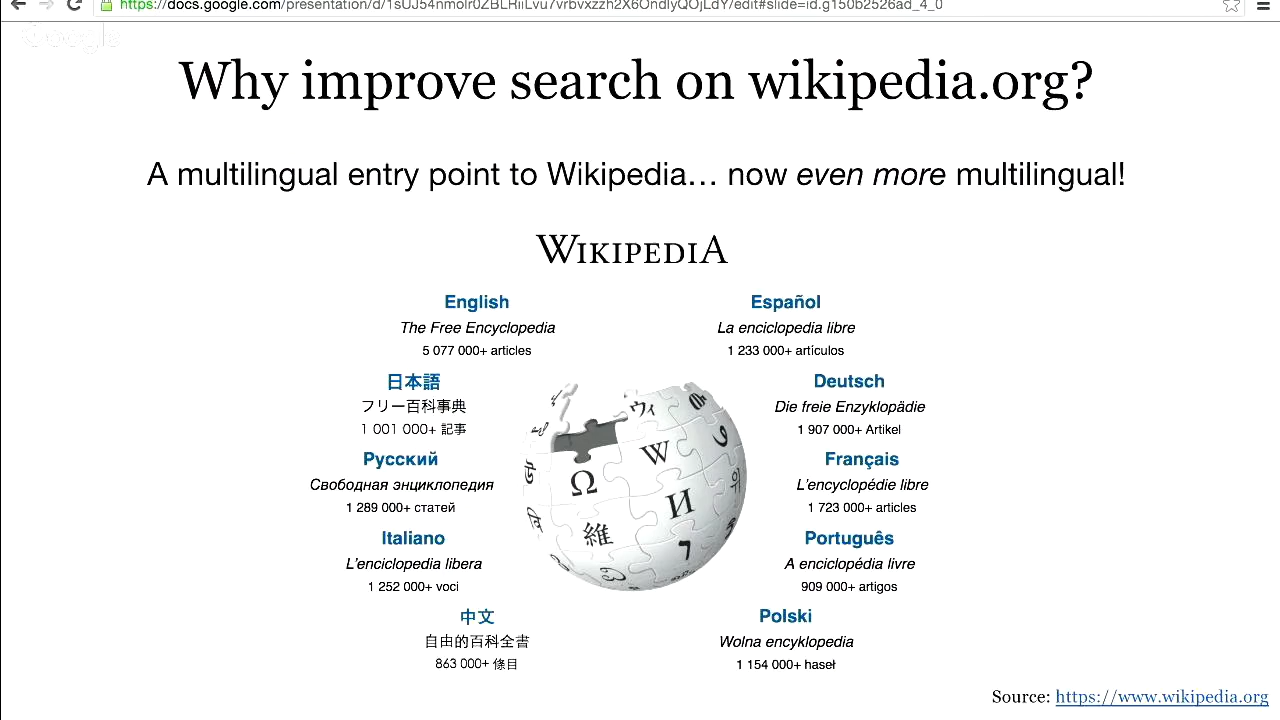 Why improve search on wikipedia.org?
A multilingual entry point to Wikipedia… now even more multilingual!
WIKIPEDIA
English
The Free Encyclopedia
5 077 000+ articles
Español
La enciclopedia libre
1 233 000+ artículos
日本語
フリー百科事典
1 001 000+ 記事
Deutsch
Die freie Enzyklopädie
1 907 000+ Artikel
Русский
Свободная энциклопедия
1 289 000+ статей
Français
L'encyclopédie libre
1 723 000+ articles
Italiano
L'enciclopedia libera
1 252 000+ voci
Português
A enciclopédia livre
909 000+ artigos
中文
自由的百科全書
863 000+ 條目
Polski
Wolna encyklopedia
1 154 000+ haseł
ウィ
W
Ω
И
維
Source: https://www.wikipedia.org
Google